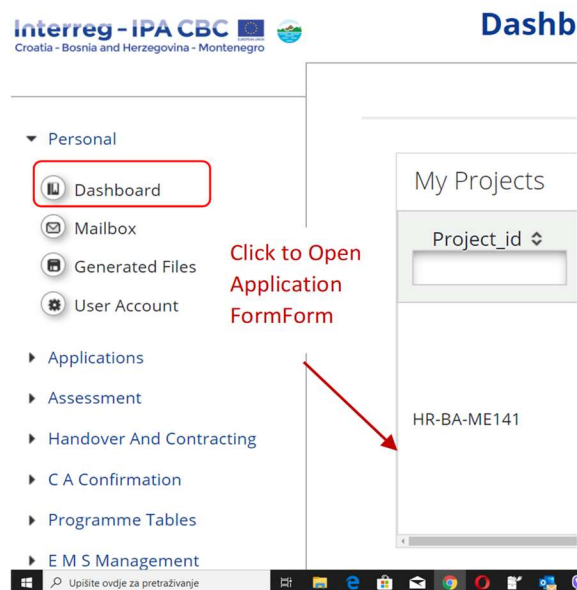 Interreg - IPA CBC
Croatia - Bosnia and Herzegovina - Montenegro
Dashb
Personal
Dashboard
Mailbox
Generated Files
User Account
Applications
Assessment
Handover And Contracting
C A Confirmation
Programme Tables
E M S Management
My Projects
Project_id
Click to Open
Application
FormForm
HR-BA-ME141
Upišite ovdje za pretraživanje